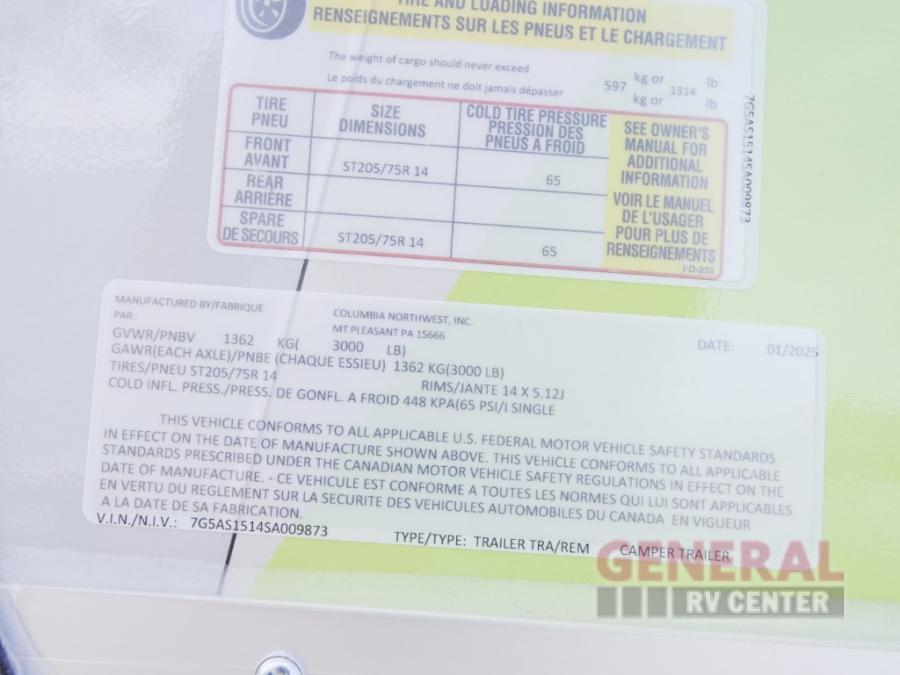 TIRE AND LOADING INFORMATION
RENSEIGNEMENTS SUR LES PNEUS ET LE CHARGEMENT
The weight of cargo should never exceed
Le poids du chargement ne doit jamais dépasser
597 kg or 1314 lb
kg or lb
TIRE
PNEU
SIZE
DIMENSIONS
COLD TIRE PRESSURE
PRESSION DES
PNEUS A FROID
FRONT
AVANT
ST205/75R 14
65
REAR
ARRIÈRE
SPARE
DE SECOURS
ST205/75R 14
65
SEE OWNER'S
MANUAL FOR
ADDITIONAL
INFORMATION
VOIR LE MANUEL
DE L'USAGER
POUR PLUS DE
RENSEIGNEMENTS
PD-332
7G5AS1514SA009873
MANUFACTURED BY/FABRIQUE
PAR:
COLUMBIA NORTHWEST, INC.
MT PLEASANT PA 15666
DATE: 01/2025
GVWR/PNBV 1362 KG( 3000 LB)
GAWR(EACH AXLE)/PNBE (CHAQUE ESSIEU) 1362 KG(3000 LB)
TIRES/PNEU ST205/75R 14 RIMS/JANTE 14 X 5.12J
COLD INFL. PRESS./PRESS. DE GONFL. A FROID 448 KPA(65 PSI/I SINGLE
THIS VEHICLE CONFORMS TO ALL APPLICABLE U.S. FEDERAL MOTOR VEHICLE SAFETY STANDARDS
IN EFFECT ON THE DATE OF MANUFACTURE SHOWN ABOVE. THIS VEHICLE CONFORMS TO ALL APPLICABLE
STANDARDS PRESCRIBED UNDER THE CANADIAN MOTOR VEHICLE SAFETY REGULATIONS IN EFFECT ON THE
DATE OF MANUFACTURE. - CE VEHICULE EST CONFORME A TOUTES LES NORMES QUI LUI SONT APPLICABLES
EN VERTU DU REGLEMENT SUR LA SECURITE DES VEHICULES AUTOMOBILES DU CANADA EN VIGUEUR
A LA DATE DE SA FABRICATION.
V.I.N./N.I.V.: 7G5AS1514SA009873 TYPE/TYPE: TRAILER TRA/REM CAMPER TRAILER
GENERAL
RV CENTER